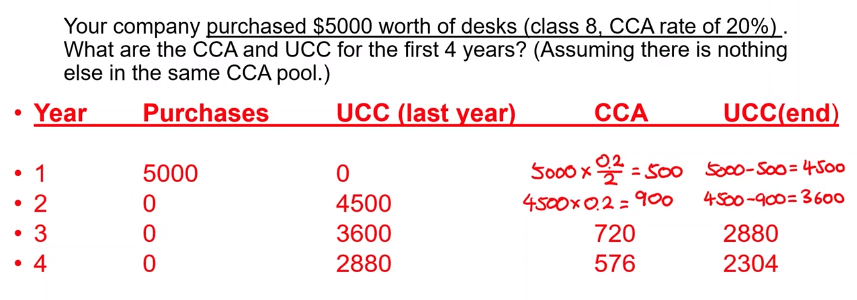 Your company purchased $5000 worth of desks (class 8, CCA rate of 20%) .
What are the CCA and UCC for the first 4 years? (Assuming there is nothing
else in the same CCA pool.)
• Year Purchases UCC (last year) CCA UCC(end)
• 1 5000 0 5000 × 0.2/2 = 500 5000-500 = 4500
• 2 0 4500 4500×0.2 = 900 4500-900 = 3600
• 3 0 3600 720 2880
• 4 0 2880 576 2304